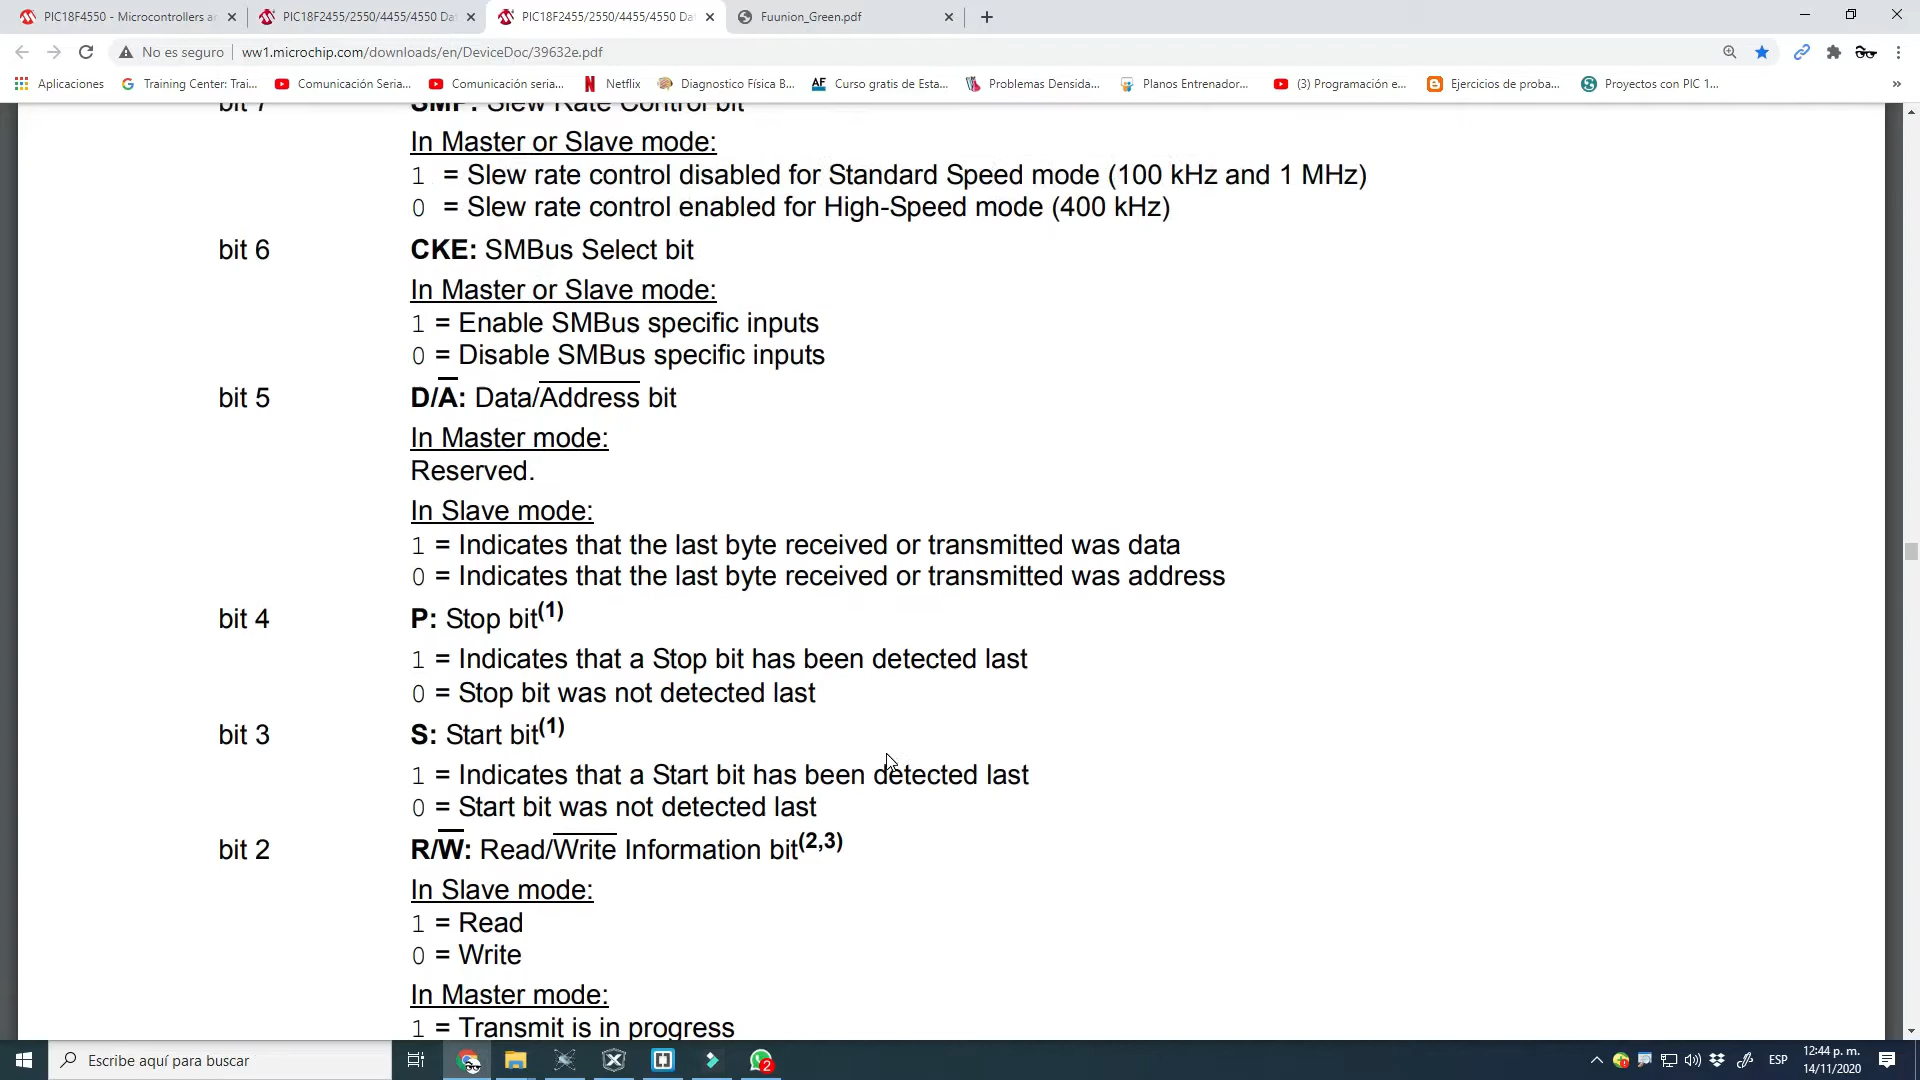 PIC18F4550 - Microcontrollers a
PIC18F2455/2550/4455/4550 Da
PIC18F2455/2550/4455/4550 Da
Fuunion_Green.pdf
No es seguro
ww1.microchip.com/downloads/en/DeviceDoc/39632e.pdf
Aplicaciones
Training Center: Trai...
Comunicación Seria...
Comunicación seria...
Netflix
Diagnostico Física B...
Curso gratis de Esta...
Problemas Densida...
Planos Entrenador...
(3) Programación e...
Ejercicios de proba...
Proyectos con PIC 1...
bit 7 SMP: Slew Rate Control bit
In Master or Slave mode:
1 = Slew rate control disabled for Standard Speed mode (100 kHz and 1 MHz)
0 = Slew rate control enabled for High-Speed mode (400 kHz)
bit 6 CKE: SMBus Select bit
In Master or Slave mode:
1 = Enable SMBus specific inputs
0 = Disable SMBus specific inputs
bit 5 D/A: Data/Address bit
In Master mode:
Reserved.
In Slave mode:
1 = Indicates that the last byte received or transmitted was data
0 = Indicates that the last byte received or transmitted was address
bit 4 P: Stop bit(1)
1 = Indicates that a Stop bit has been detected last
0 = Stop bit was not detected last
bit 3 S: Start bit(1)
1 = Indicates that a Start bit has been detected last
0 = Start bit was not detected last
bit 2 R/W: Read/Write Information bit(2,3)
In Slave mode:
1 = Read
0 = Write
In Master mode:
1 = Transmit is in progress
Escribe aquí para buscar
2
ESP
12:44 p. m.
14/11/2020